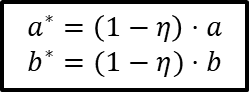 a* = (1 − η) · a
b* = (1 − η) · b